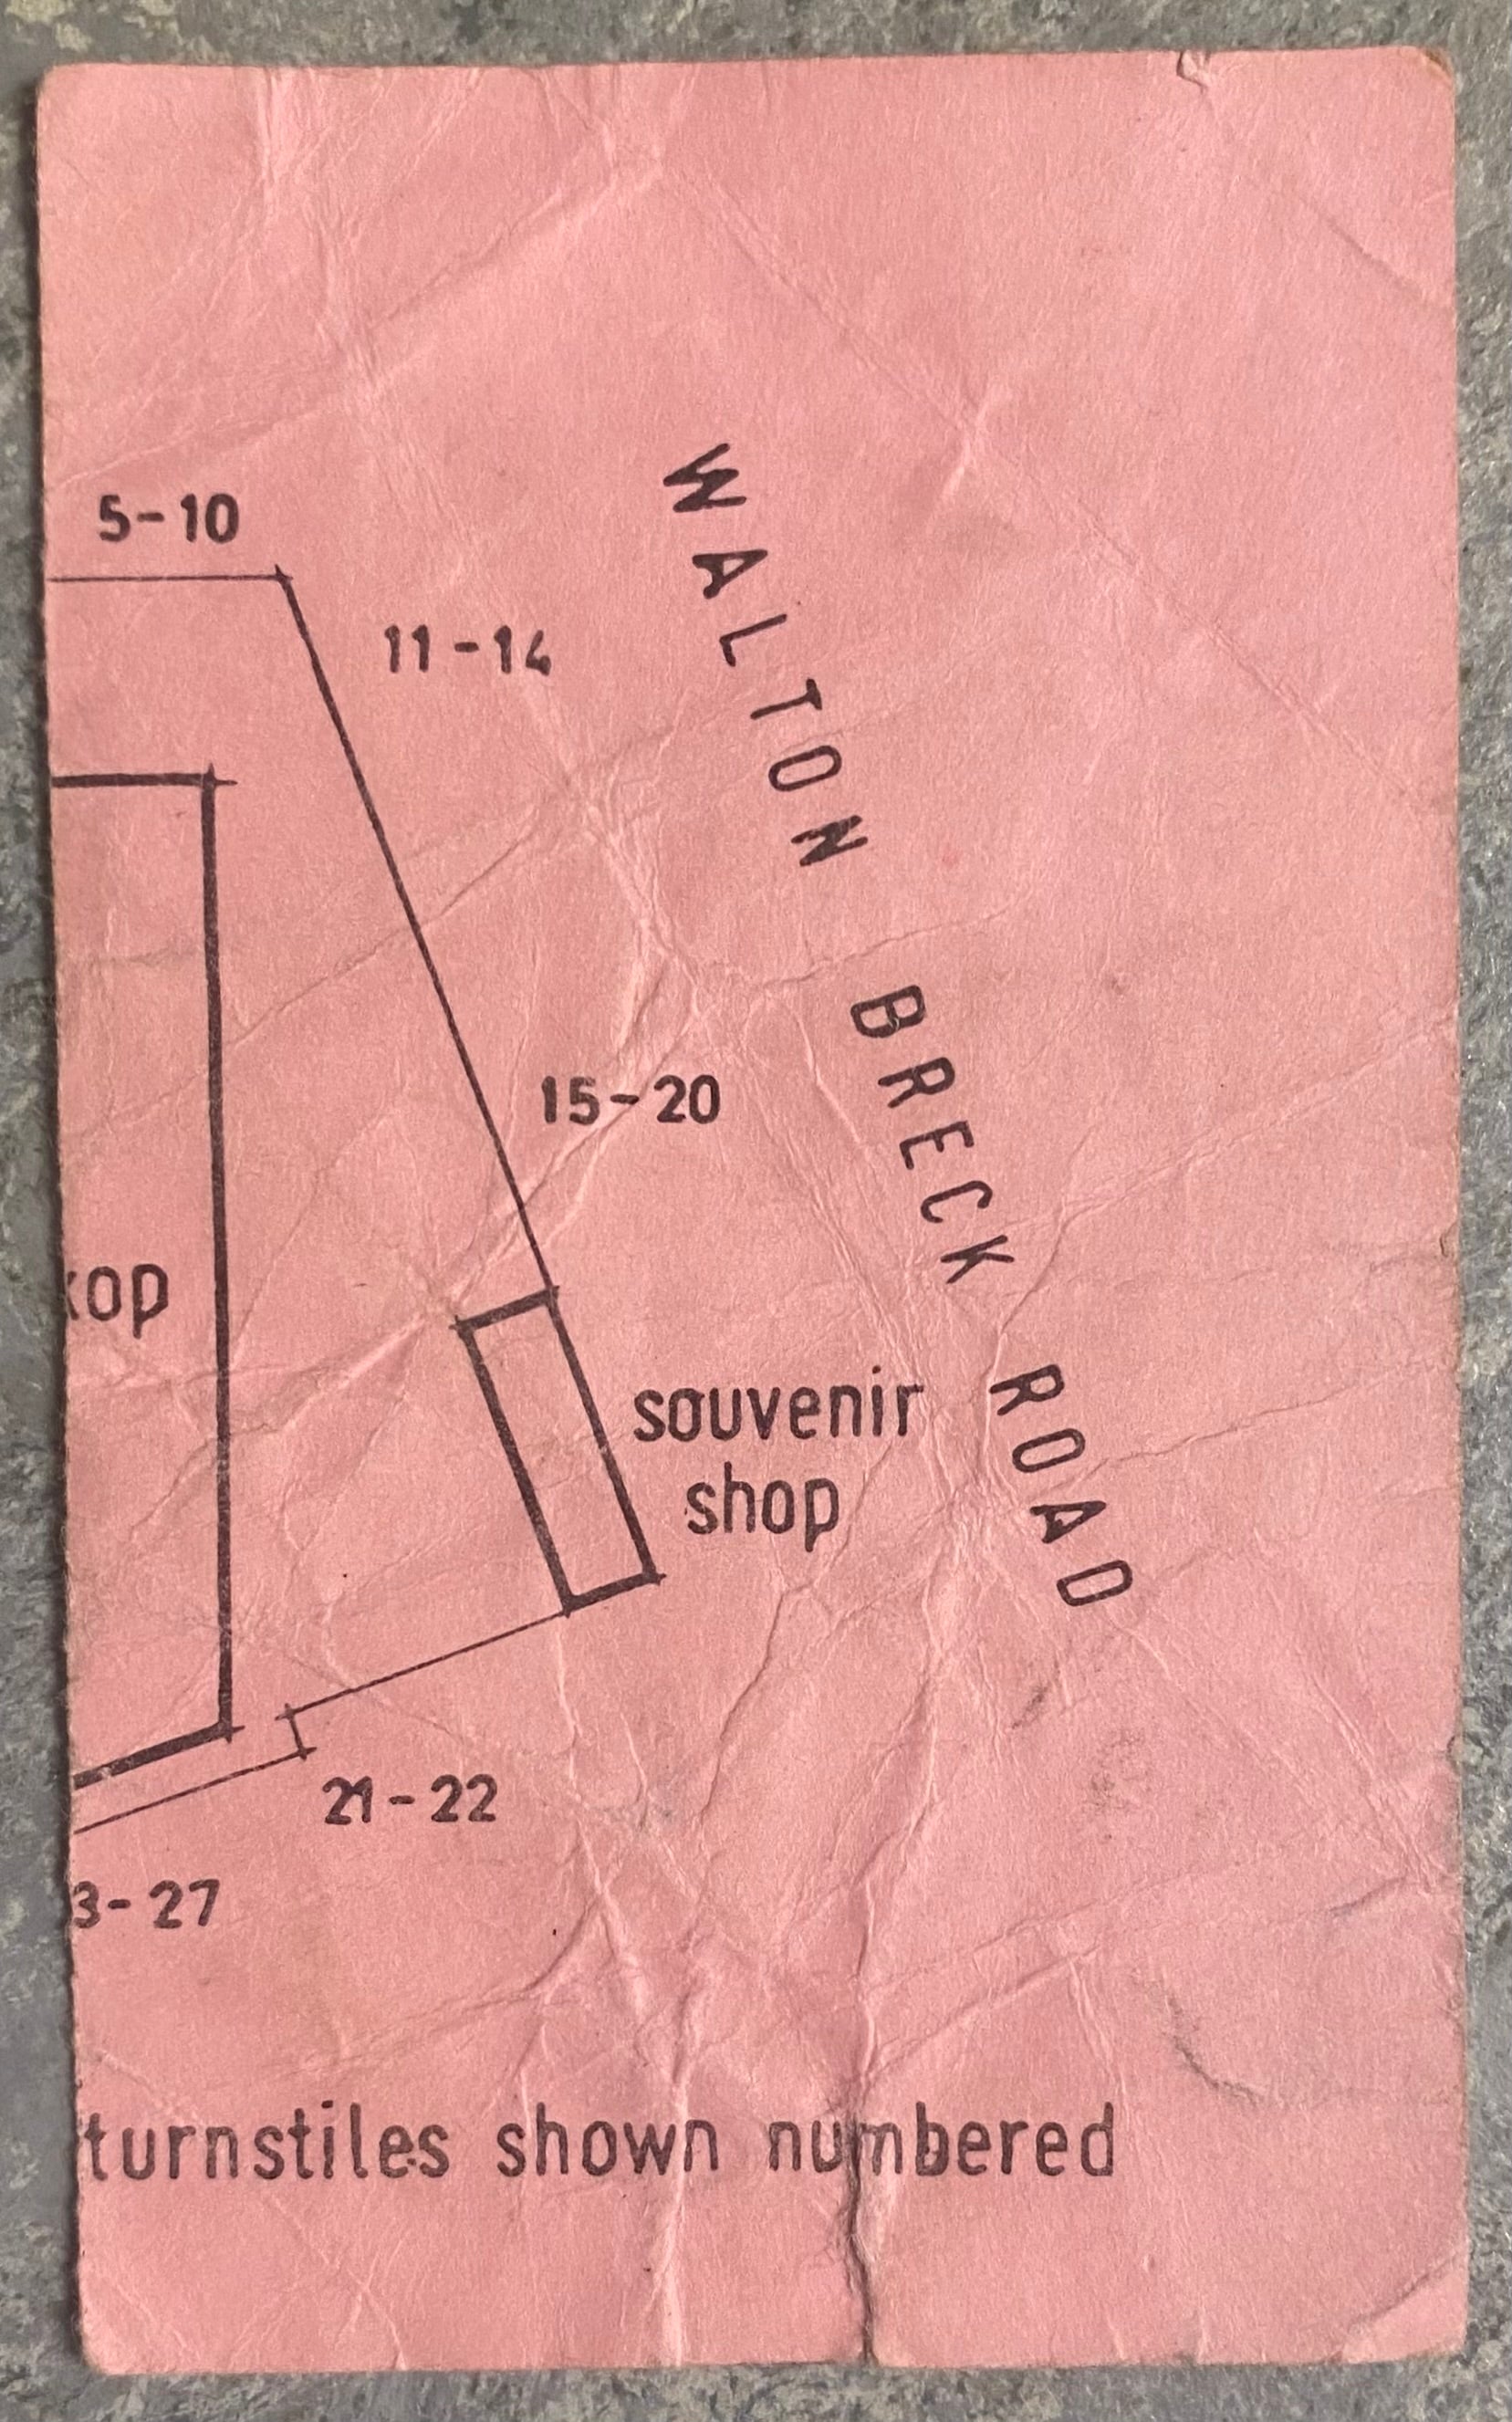 5-10
11-14
WALTON BRECK ROAD
15-20
kop
souvenir
shop
21-22
3-27
turnstiles shown numbered